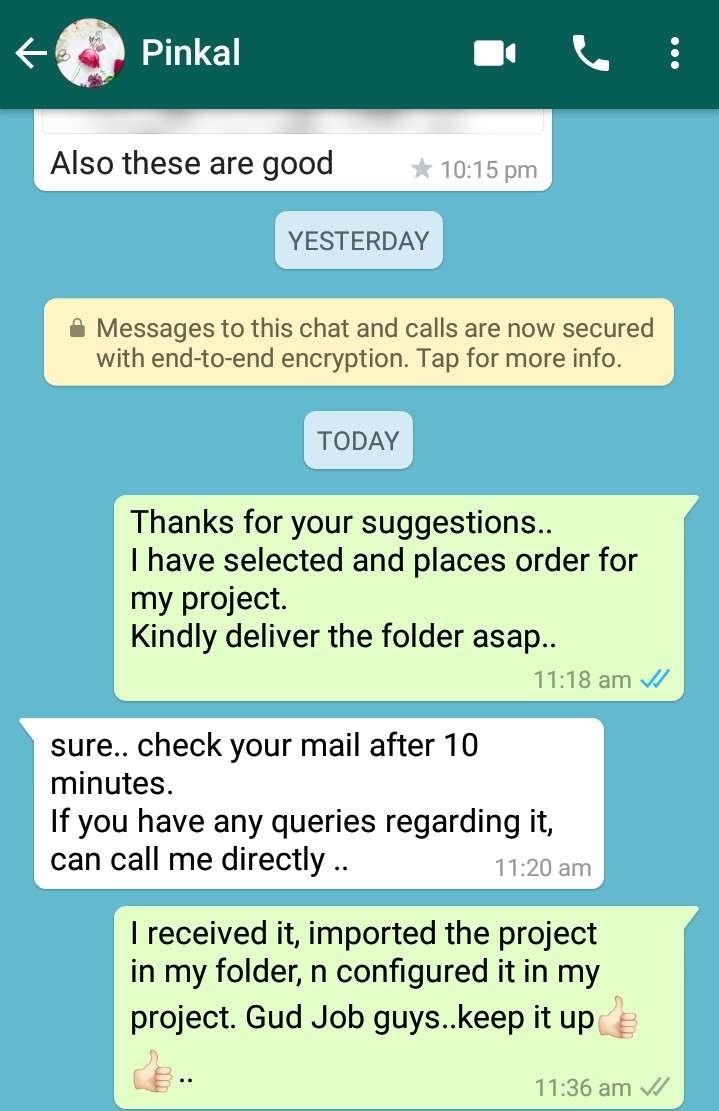 Pinkal
Also these are good
10:15 pm
YESTERDAY
Messages to this chat and calls are now secured
with end-to-end encryption. Tap for more info.
TODAY
Thanks for your suggestions..
I have selected and places order for
my project.
Kindly deliver the folder asap..
11:18 am
sure.. check your mail after 10
minutes.
If you have any queries regarding it,
can call me directly ..
11:20 am
I received it, imported the project
in my folder, n configured it in my
project. Gud Job guys..keep it up👍🏻
👍🏻..
11:36 am